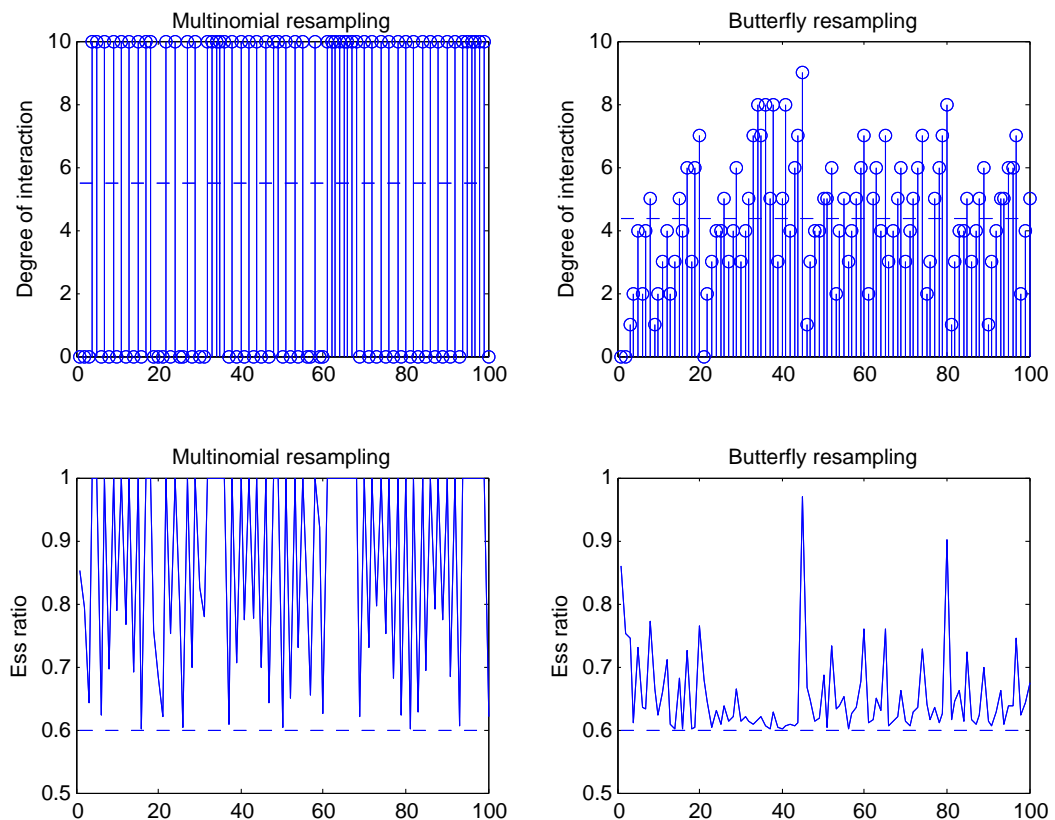 Multinomial resampling
Degree of interaction
10
8
6
4
2
0
0 20 40 60 80 100
Butterfly resampling
Degree of interaction
10
8
6
4
2
0
0 20 40 60 80 100
Multinomial resampling
Ess ratio
1
0.9
0.8
0.7
0.6
0.5
0 20 40 60 80 100
Butterfly resampling
Ess ratio
1
0.9
0.8
0.7
0.6
0.5
0 20 40 60 80 100